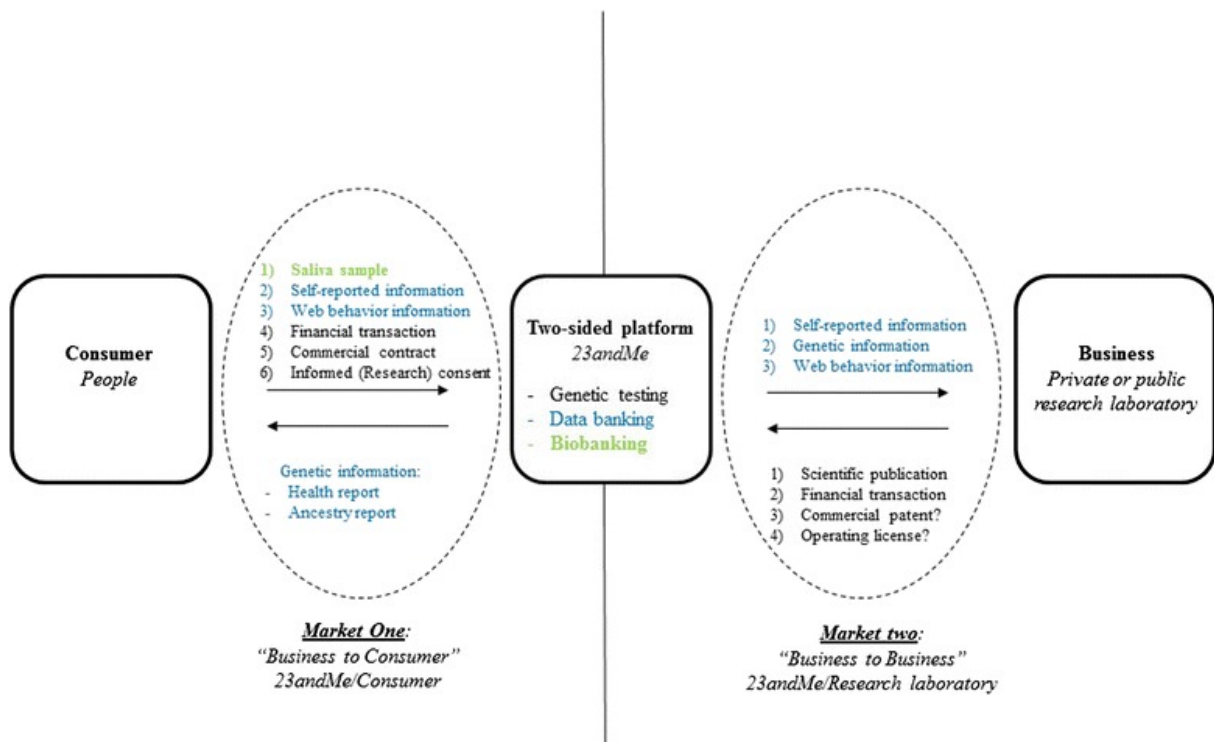 Consumer
People
1) Saliva sample
2) Self-reported information
3) Web behavior information
4) Financial transaction
5) Commercial contract
6) Informed (Research) consent
Genetic information:
- Health report
- Ancestry report
Market One:
“Business to Consumer”
23andMe/Consumer
Two-sided platform
23andMe
- Genetic testing
- Data banking
- Biobanking
1) Self-reported information
2) Genetic information
3) Web behavior information
1) Scientific publication
2) Financial transaction
3) Commercial patent?
4) Operating license?
Market two:
“Business to Business”
23andMe/Research laboratory
Business
Private or public
research laboratory